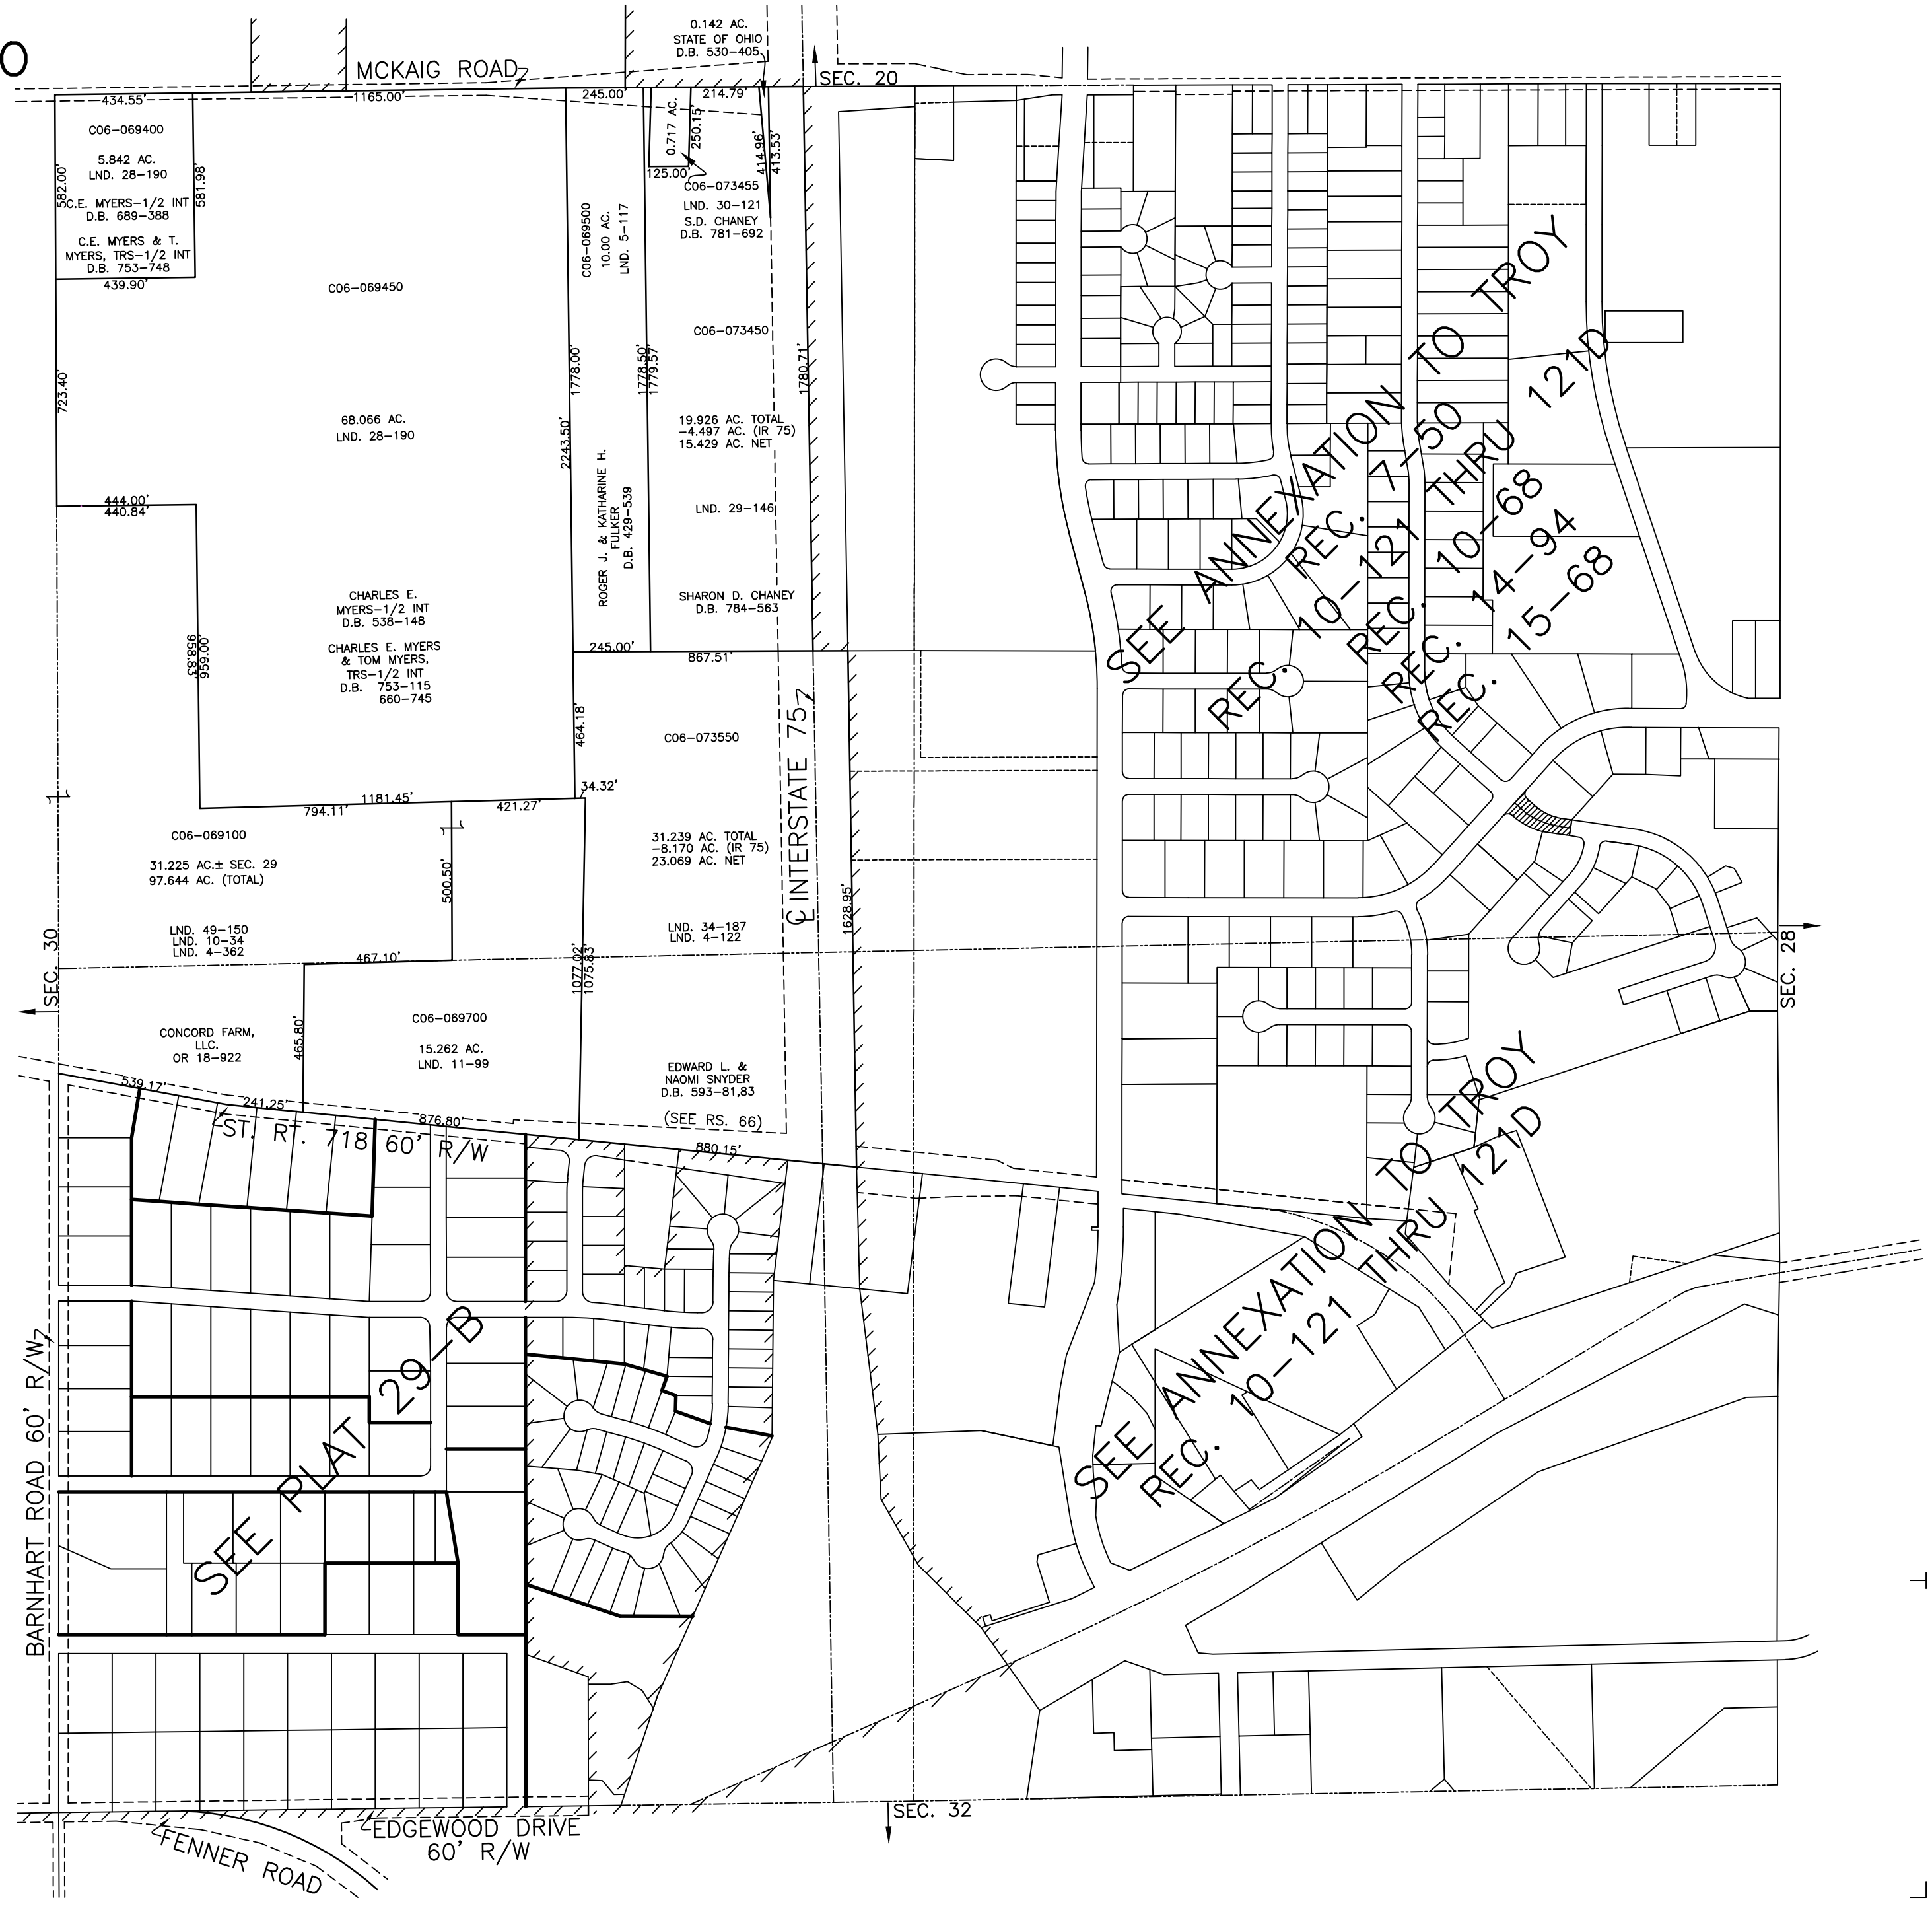 O
MCKAIG ROAD
0.142 AC.
STATE OF OHIO
D.B. 530-405
SEC. 20
434.55'
1165.00'
245.00'
214.79'
C06-069400
5.842 AC.
LND. 28-190
582.00'
581.98'
C.E. MYERS-1/2 INT
D.B. 689-388
C.E. MYERS & T.
MYERS, TRS-1/2 INT
D.B. 753-748
439.90'
0.717 AC.
250.15'
125.00'
414.96'
413.53'
C06-073455
LND. 30-121
S.D. CHANEY
D.B. 781-692
C06-069500
10.00 AC.
LND. 5-117
C06-069450
C06-073450
723.40'
1778.00'
1778.50'
1779.57'
1780.71'
68.066 AC.
LND. 28-190
2243.50'
19.926 AC. TOTAL
-4.497 AC. (IR 75)
15.429 AC. NET
444.00'
440.84'
ROGER J. & KATHARINE H.
FULKER
D.B. 429-539
LND. 29-146
CHARLES E.
MYERS-1/2 INT
D.B. 538-148
CHARLES E. MYERS
& TOM MYERS,
TRS-1/2 INT
D.B. 753-115
660-745
SHARON D. CHANEY
D.B. 784-563
958.83'
959.00'
245.00'
867.51'
464.18'
C06-073550
INTERSTATE 75
34.32'
1181.45'
794.11'
421.27'
C06-069100
31.225 AC.± SEC. 29
97.644 AC. (TOTAL)
500.50'
31.239 AC. TOTAL
-8.170 AC. (IR 75)
23.069 AC. NET
1628.95'
LND. 49-150
LND. 10-34
LND. 4-362
LND. 34-187
LND. 4-122
SEC. 30
467.10'
1077.02'
1075.83'
SEC. 28
CONCORD FARM,
LLC.
OR 18-922
465.80'
C06-069700
15.262 AC.
LND. 11-99
EDWARD L. &
NAOMI SNYDER
D.B. 593-81,83
(SEE RS. 66)
539.17'
241.25'
876.80'
880.15'
ST. RT. 718 60' R/W
SEE ANNEXATION TO TROY
REC. 7-50
REC. 10-121 THRU 121D
REC. 10-68
REC. 14-94
REC. 15-68
SEE ANNEXATION TO TROY
REC. 10-121 THRU 121D
SEE PLAT 29-B
BARNHART ROAD 60' R/W
SEC. 32
EDGEWOOD DRIVE
60' R/W
FENNER ROAD